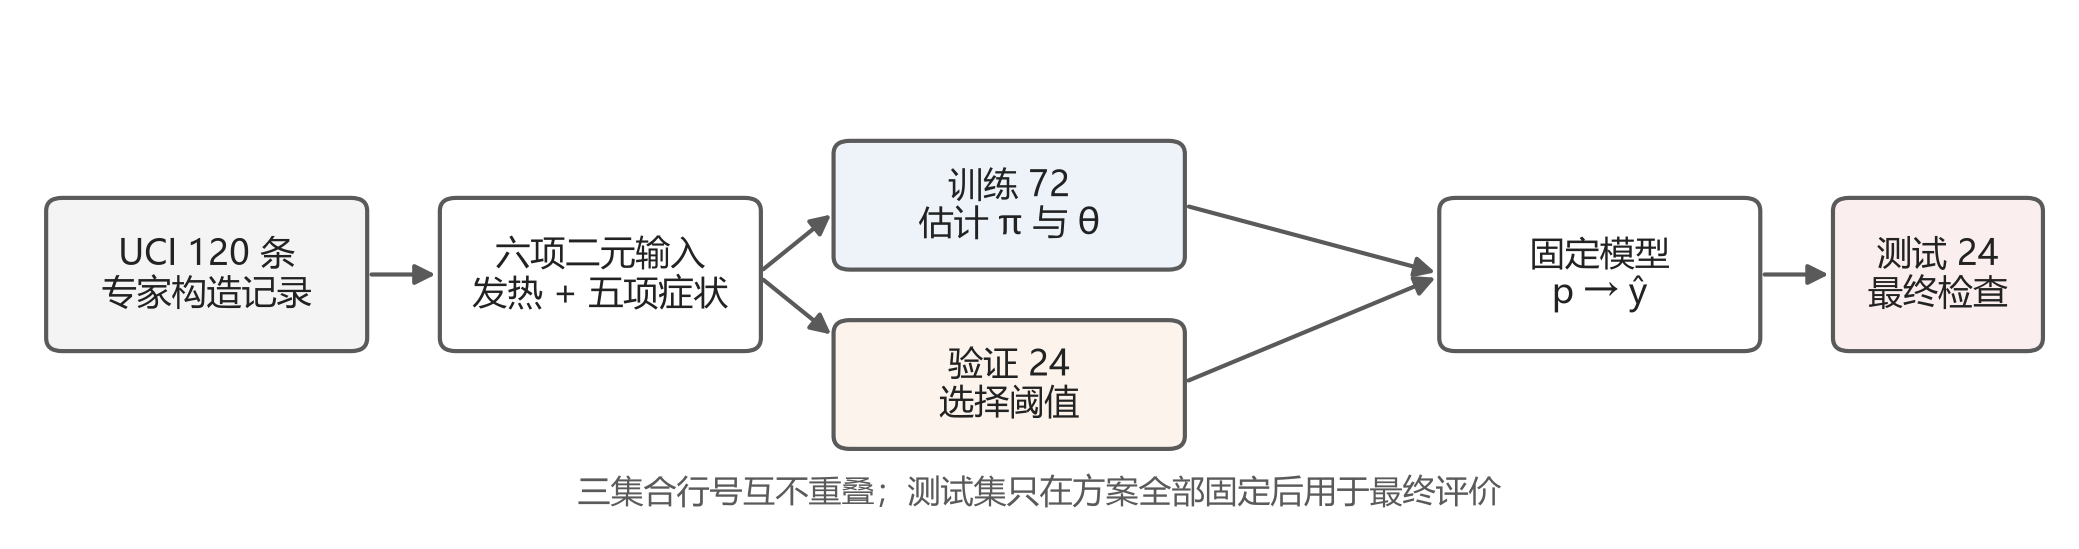 UCI 120 条
专家构造记录
六项二元输入
发热 + 五项症状
训练 72
估计 π 与 θ
验证 24
选择阈值
固定模型
p → ŷ
测试 24
最终检查
三集合行号互不重叠；测试集只在方案全部固定后用于最终评价